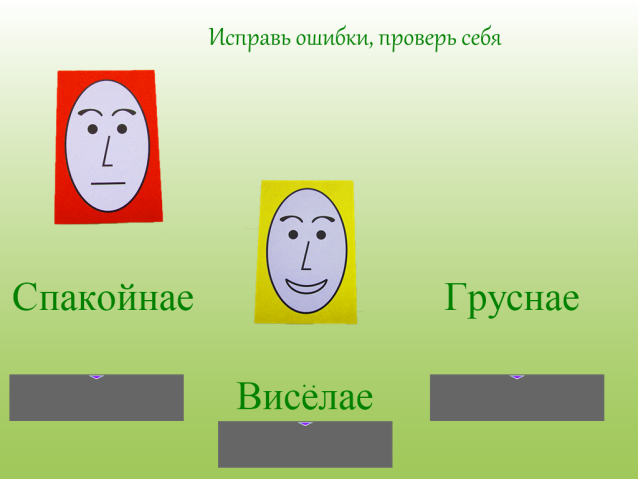 Исправь ошибки, проверь себя
Спакойнае
Груснае
Висёлае